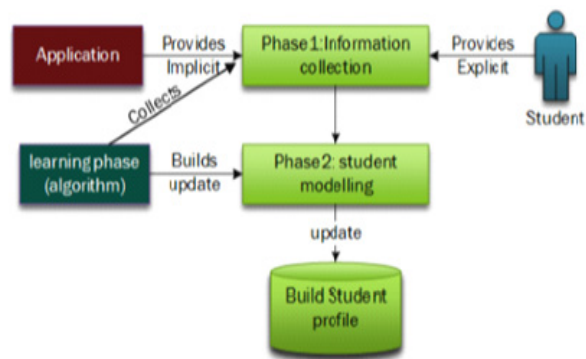 Application
Provides
Implicit
Phase1:Information
collection
Provides
Explicit
Student
Collects
learning phase
(algorithm)
Builds
update
Phase2: student
modelling
update
Build Student
profile